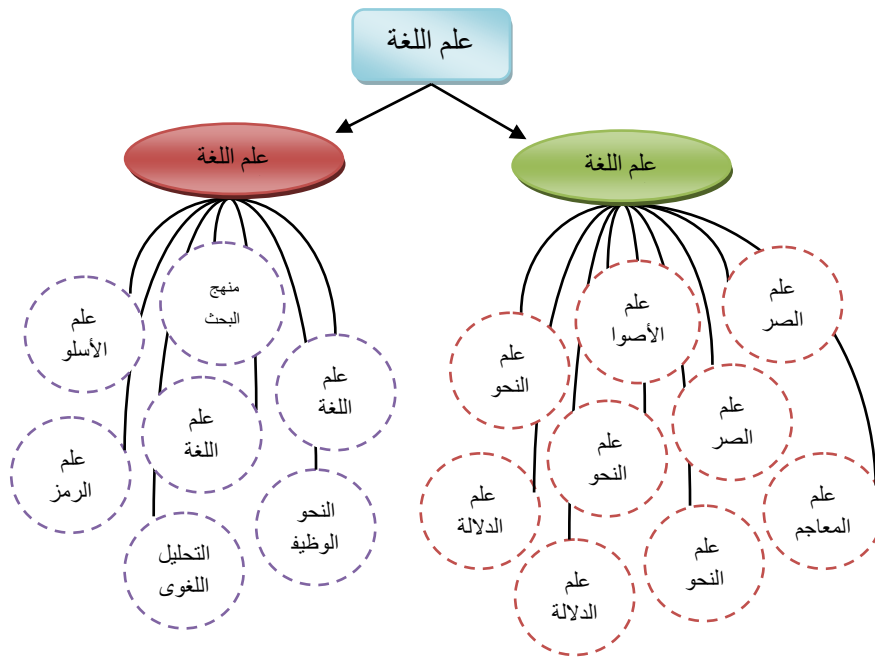 علم اللغة
علم اللغة
علم اللغة
علم
الصر
علم
الأصوا
علم
النحو
علم
الصر
علم
النحو
علم
المعاجم
علم
الدلالة
علم
النحو
علم
الدلالة
منهج
البحث
علم
الأسلو
علم
اللغة
علم
اللغة
علم
الرمز
النحو
الوظيف
التحليل
اللغوى